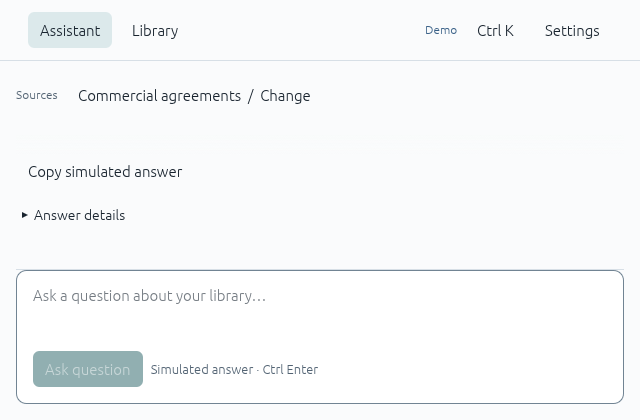 Assistant Library Demo Ctrl K Settings
Sources Commercial agreements / Change
Copy simulated answer
Answer details
Ask a question about your library…
Ask question Simulated answer · Ctrl Enter